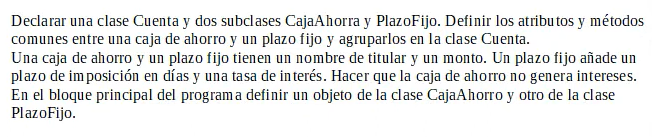 Declarar una clase Cuenta y dos subclases CajaAhorra y PlazoFijo. Definir los atributos y métodos
comunes entre una caja de ahorro y un plazo fijo y agruparlos en la clase Cuenta.
Una caja de ahorro y un plazo fijo tienen un nombre de titular y un monto. Un plazo fijo añade un
plazo de imposición en días y una tasa de interés. Hacer que la caja de ahorro no genera intereses.
En el bloque principal del programa definir un objeto de la clase CajaAhorro y otro de la clase
PlazoFijo.